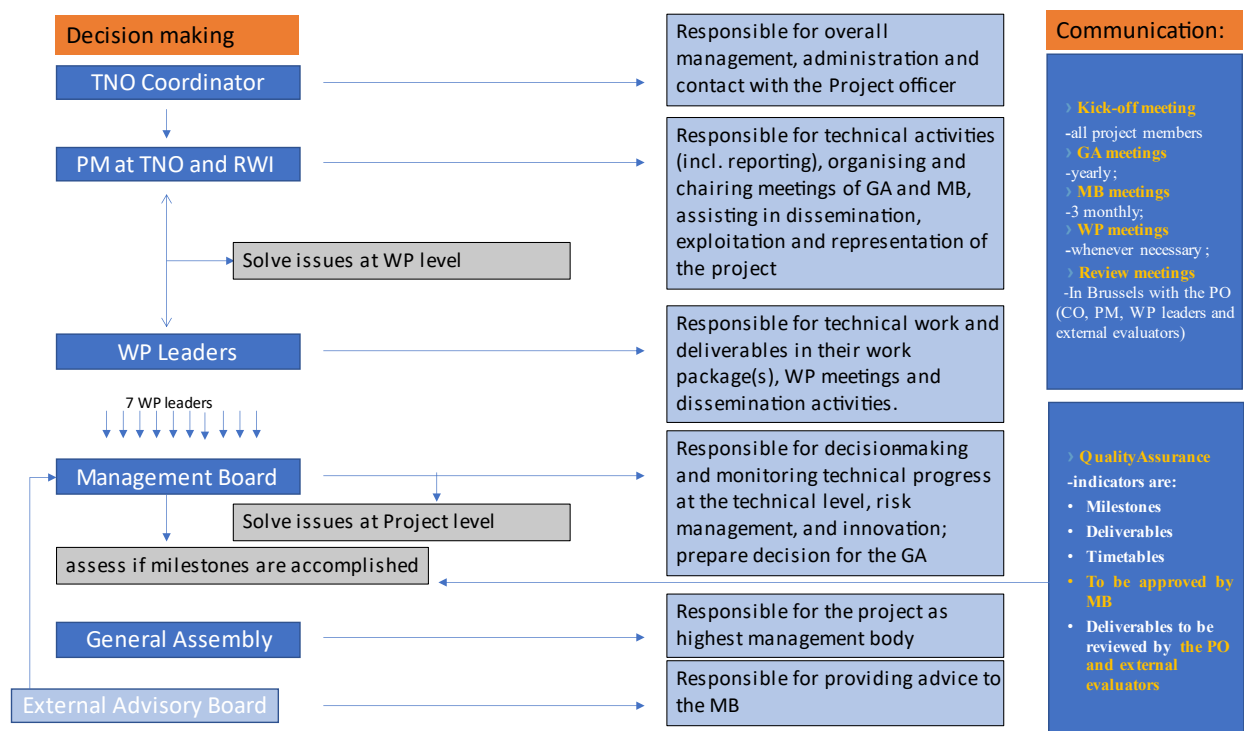 Decision making
TNO Coordinator
Responsible for overall
management, administration and
contact with the Project officer
PM at TNO and RWI
Responsible for technical activities
(incl. reporting), organising and
chairing meetings of GA and MB,
assisting in dissemination,
exploitation and representation of
the project
Solve issues at WP level
WP Leaders
Responsible for technical work and
deliverables in their work
package(s), WP meetings and
dissemination activities.
7 WP leaders
Management Board
Responsible for decisionmaking
and monitoring technical progress
at the technical level, risk
management, and innovation;
prepare decision for the GA
Solve issues at Project level
assess if milestones are accomplished
General Assembly
Responsible for the project as
highest management body
External Advisory Board
Responsible for providing advice to
the MB
Communication:
› Kick-off meeting
-all project members
› GA meetings
-yearly;
› MB meetings
-3 monthly;
› WP meetings
-whenever necessary ;
› Review meetings
-In Brussels with the PO
(CO, PM, WP leaders and
external evaluators)
› QualityAssurance
-indicators are:
• Milestones
• Deliverables
• Timetables
• To be approved by
MB
• Deliverables to be
reviewed by the PO
and external
evaluators